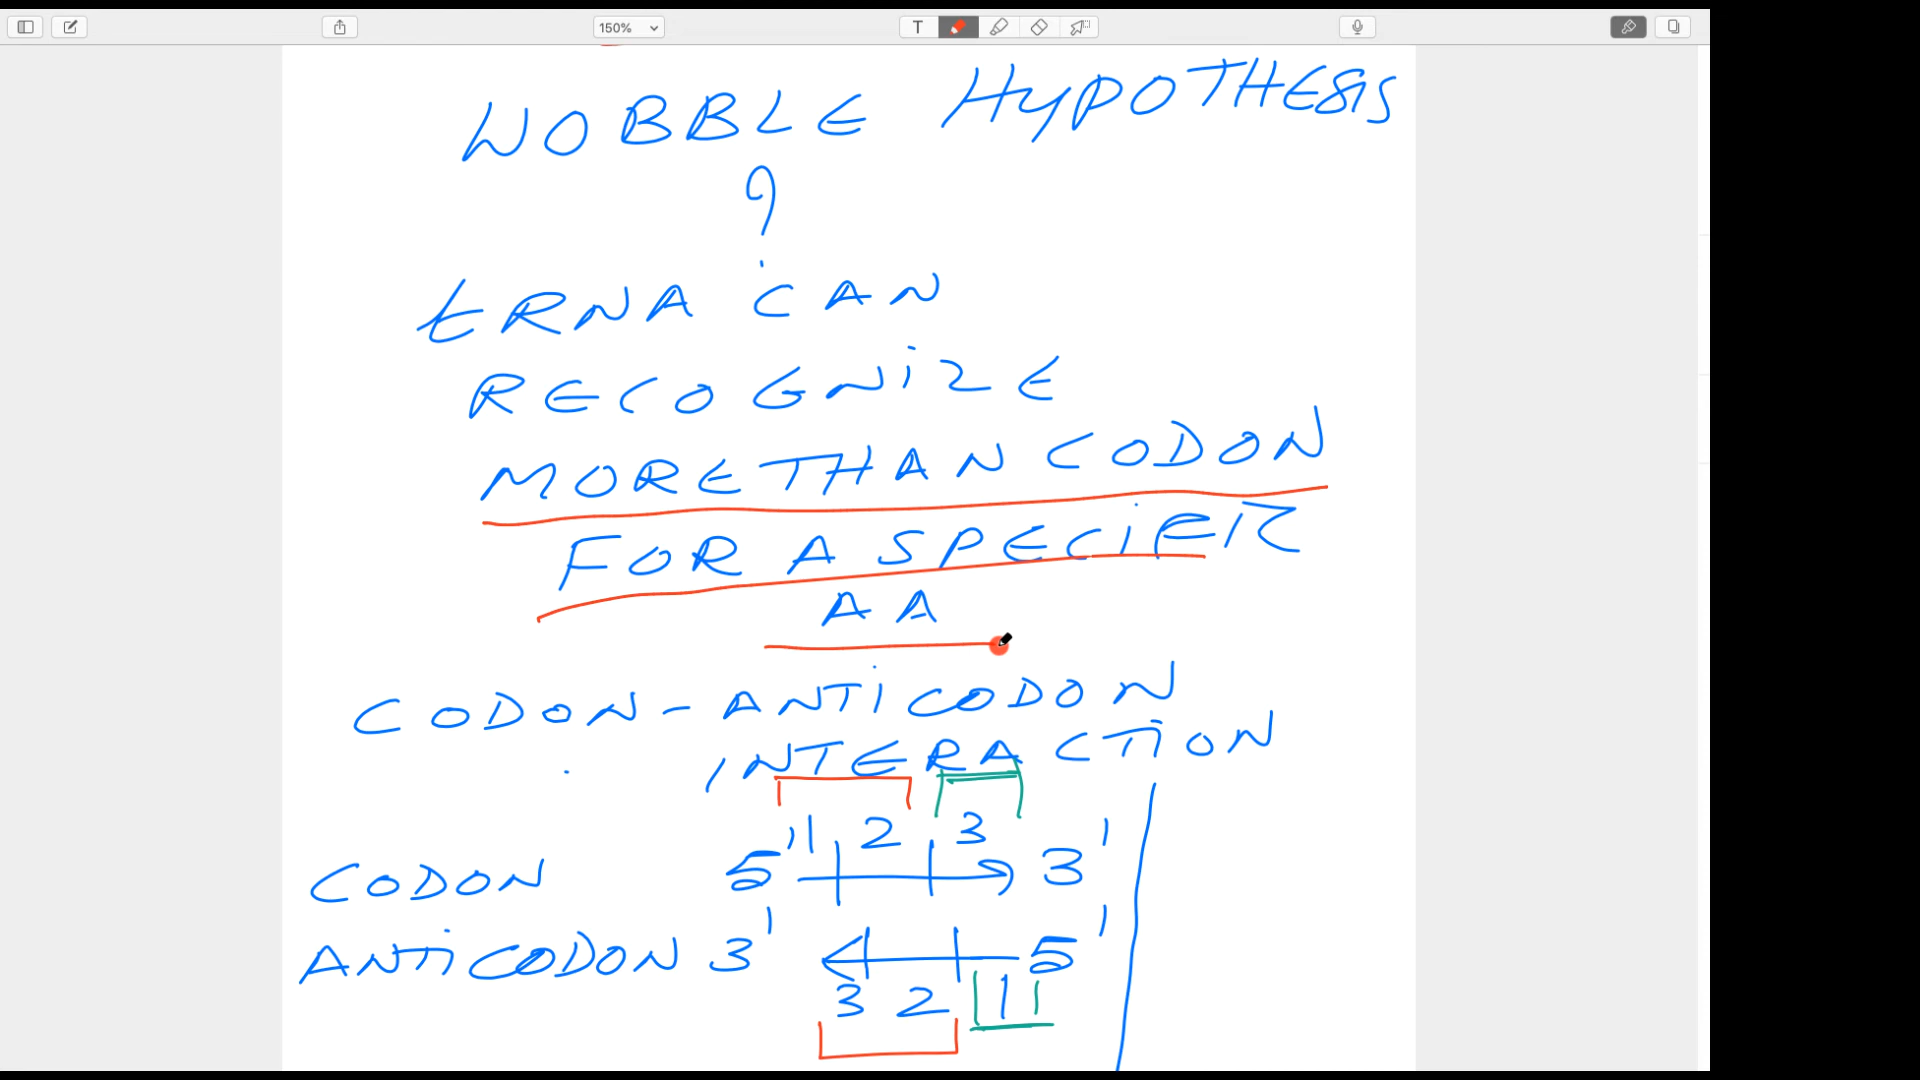 150%
T
WOBBLE HYPOTHESIS
?
tRNA CAN
RECOGNIZE
MORE THAN CODON
FOR A SPECIFIC
AA
CODON - ANTICODON
INTERACTION
1 2 3
CODON 5' 3'
ANTICODON 3' 5'
3 2 1